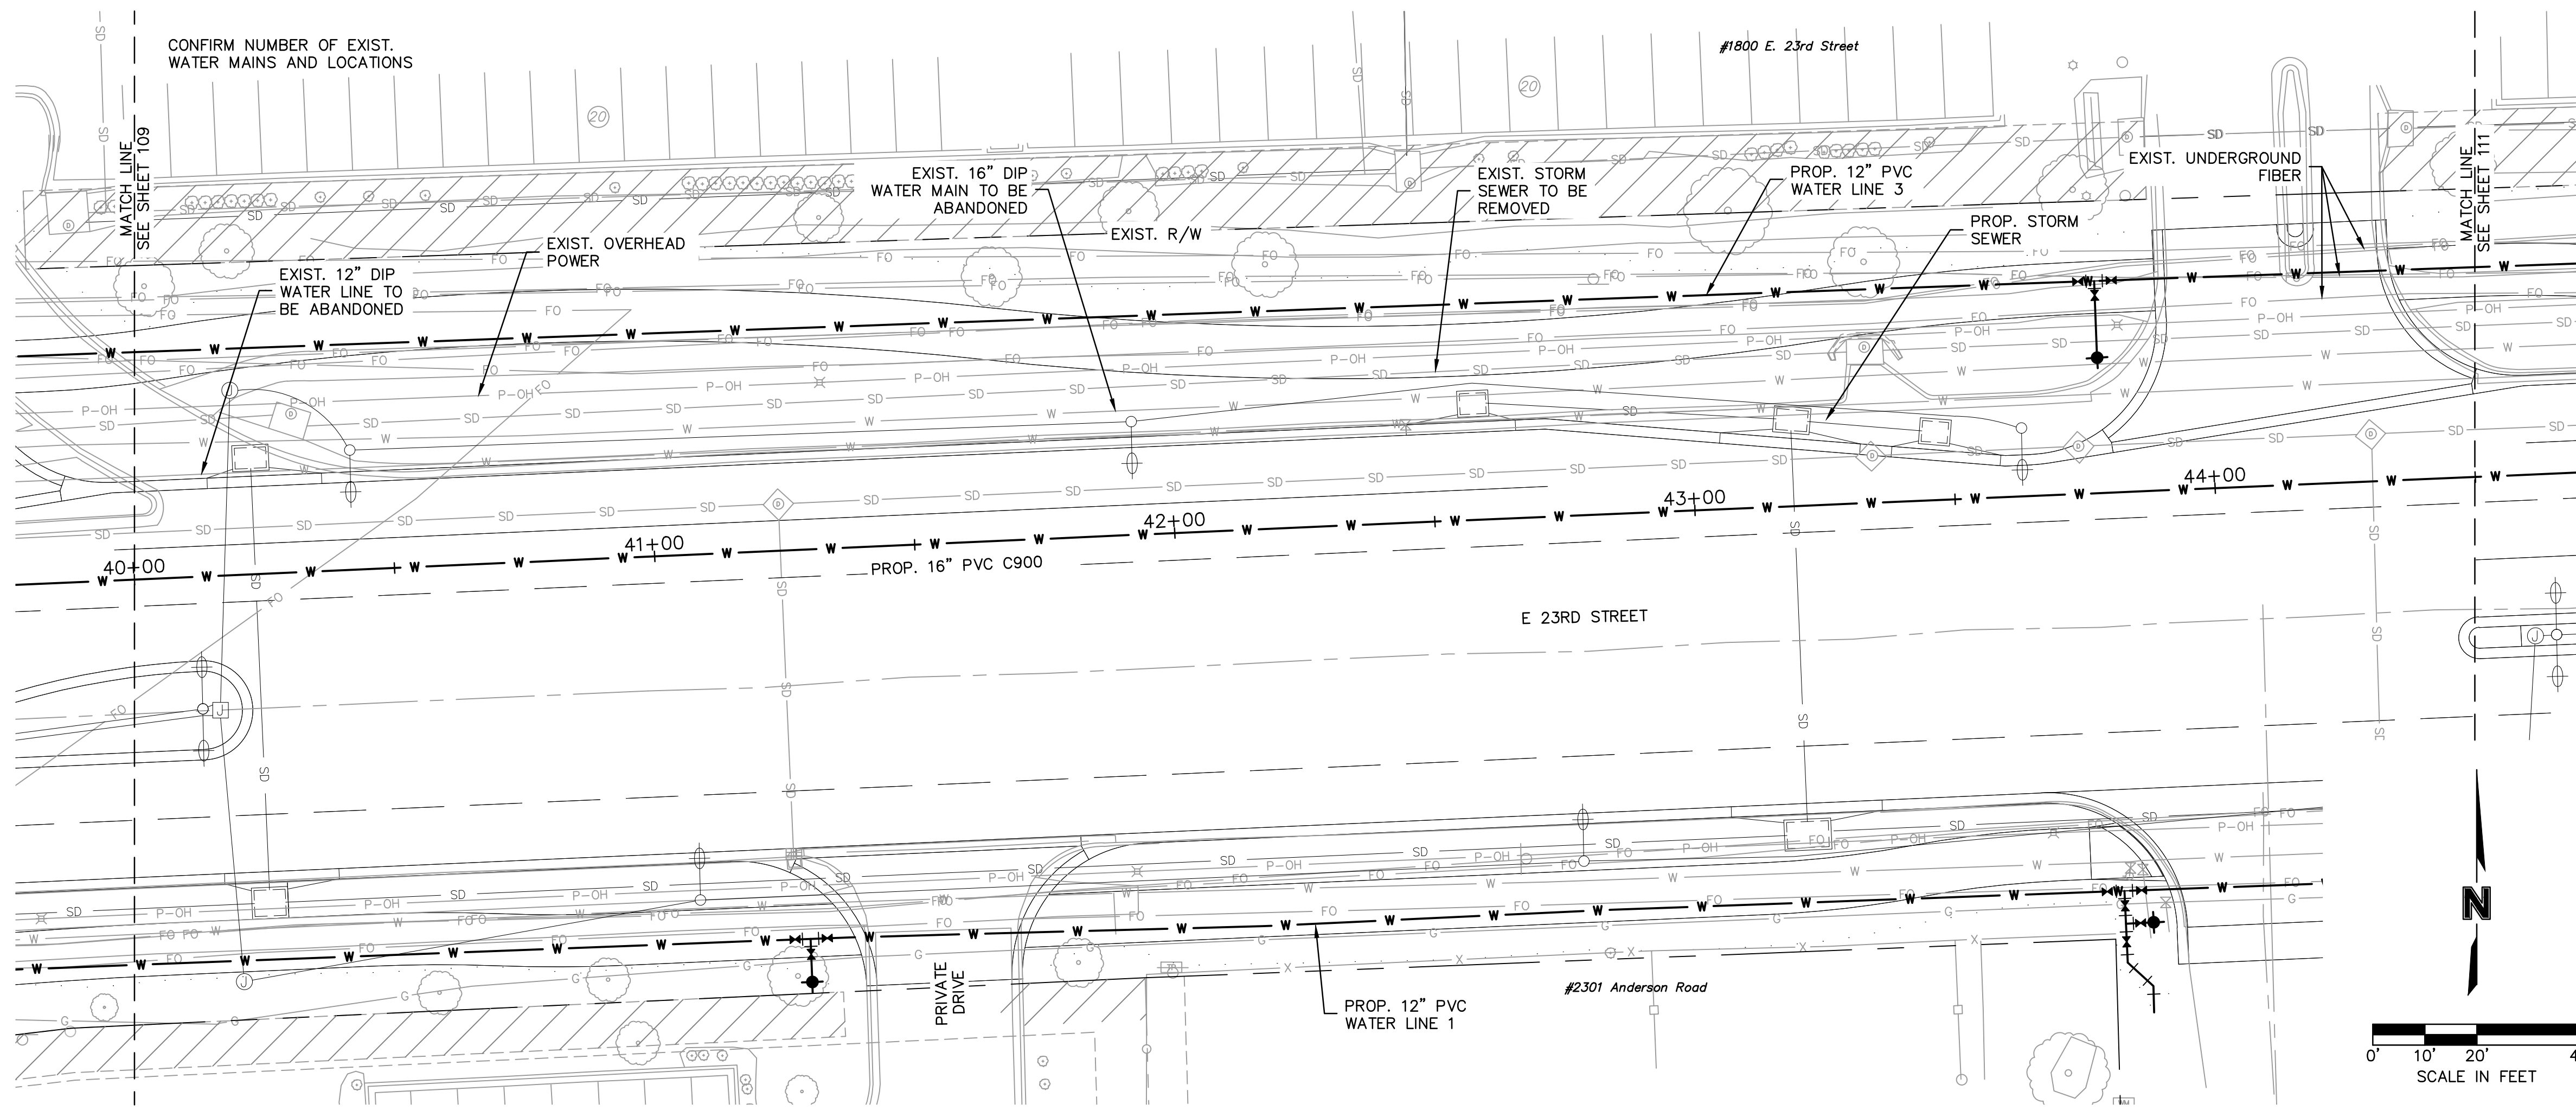 CONFIRM NUMBER OF EXIST.
WATER MAINS AND LOCATIONS
#1800 E. 23rd Street
MATCH LINE
SEE SHEET 109
20
20
EXIST. 16" DIP
WATER MAIN TO BE
ABANDONED
EXIST. STORM
SEWER TO BE
REMOVED
PROP. 12" PVC
WATER LINE 3
EXIST. UNDERGROUND
FIBER
MATCH LINE
SEE SHEET 111
EXIST. R/W
PROP. STORM
SEWER
EXIST. OVERHEAD
POWER
EXIST. 12" DIP
WATER LINE TO
BE ABANDONED
40+00
41+00
42+00
43+00
44+00
PROP. 16" PVC C900
E 23RD STREET
PRIVATE
DRIVE
#2301 Anderson Road
PROP. 12" PVC
WATER LINE 1
N
0' 10' 20'
SCALE IN FEET